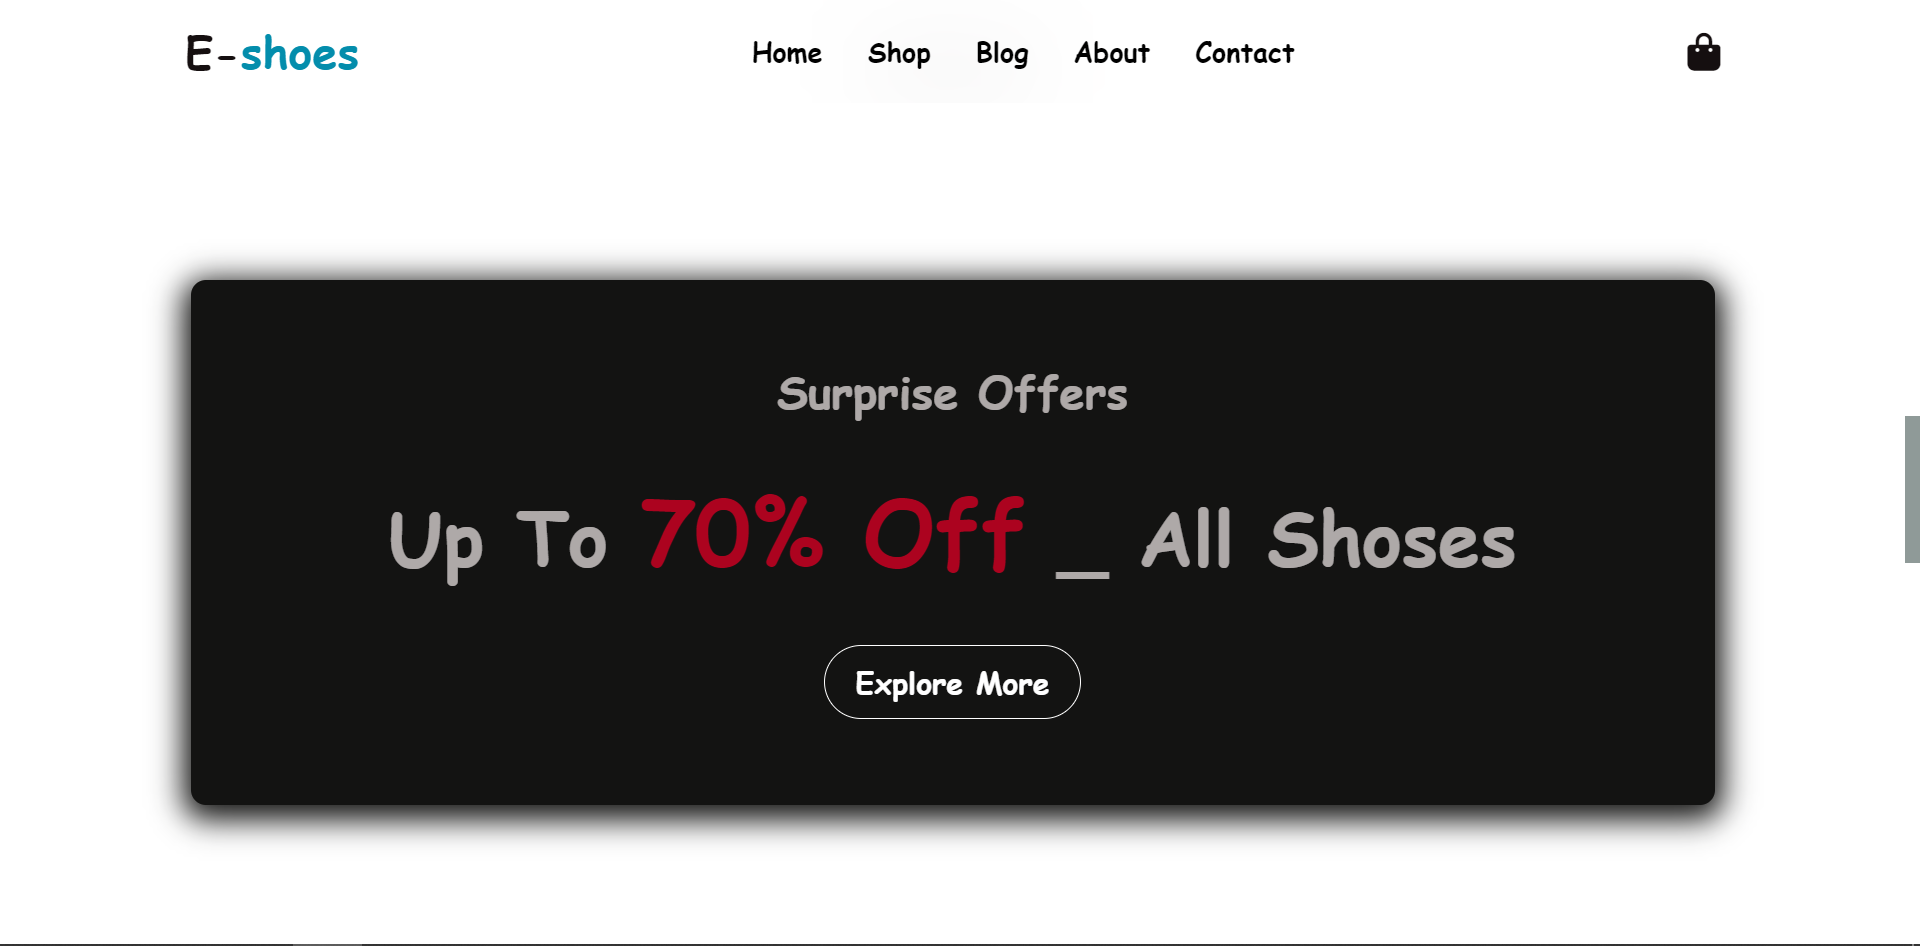 E-shoes
Home Shop Blog About Contact
Surprise Offers
Up To 70% Off _ All Shoses
Explore More